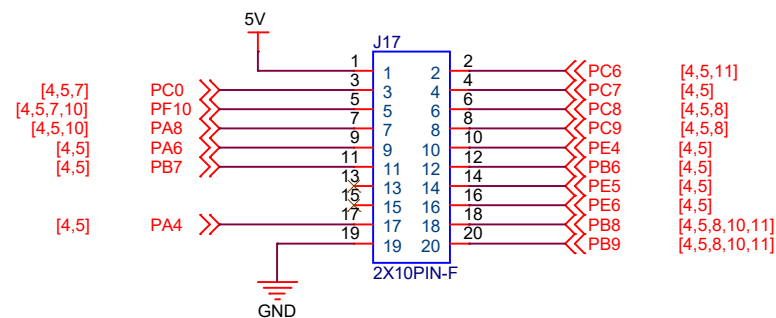 5V
J17
1 1 2 2 PC6 [4,5,11]
[4,5,7] PC0 3 3 4 4 PC7 [4,5]
[4,5,7,10] PF10 5 5 6 6 PC8 [4,5,8]
[4,5,10] PA8 7 7 8 8 PC9 [4,5,8]
[4,5] PA6 9 9 10 10 PE4 [4,5]
[4,5] PB7 11 11 12 12 PB6 [4,5]
13 13 14 14 PE5 [4,5]
15 15 16 16 PE6 [4,5]
[4,5] PA4 17 17 18 18 PB8 [4,5,8,10,11]
19 19 20 20 PB9 [4,5,8,10,11]
2X10PIN-F
GND